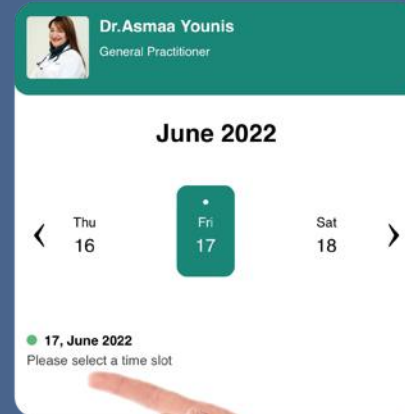 Dr.Asmaa Younis
General Practitioner
June 2022
Thu
16
Fri
17
Sat
18
17, June 2022
Please select a time slot